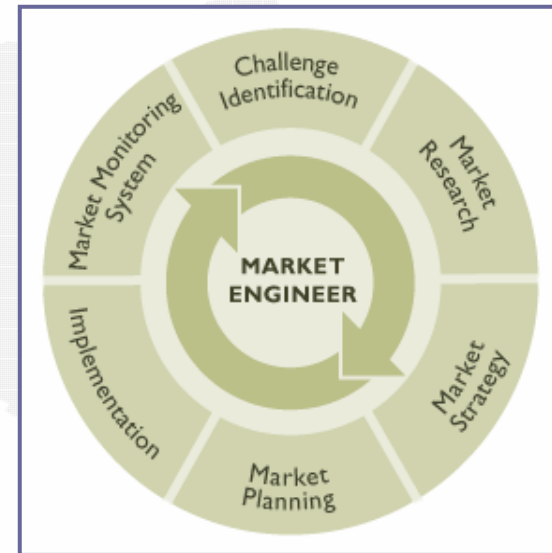 Challenge
Identification
Market
Research
Market
Strategy
Market
Planning
Implementation
Market Monitoring
System
MARKET
ENGINEER